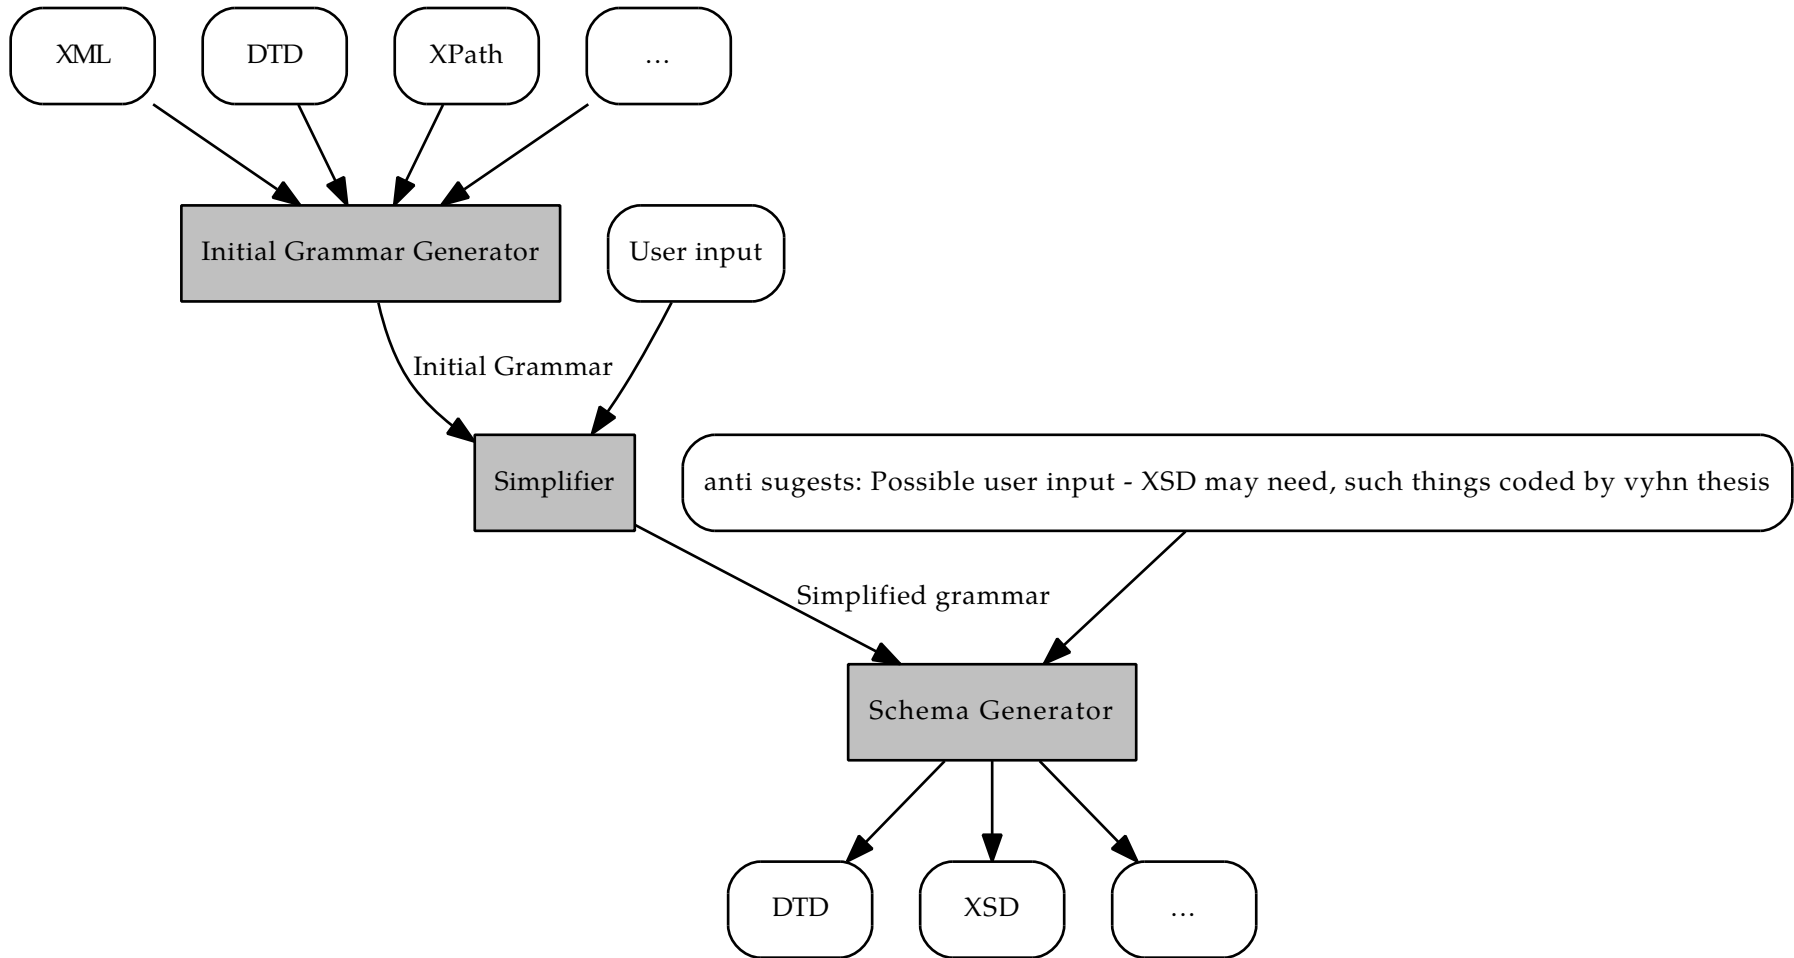 XML
DTD
XPath
...
Initial Grammar Generator
User input
Initial Grammar
Simplifier
anti sugests: Possible user input - XSD may need, such things coded by vyhn thesis
Simplified grammar
Schema Generator
DTD
XSD
...